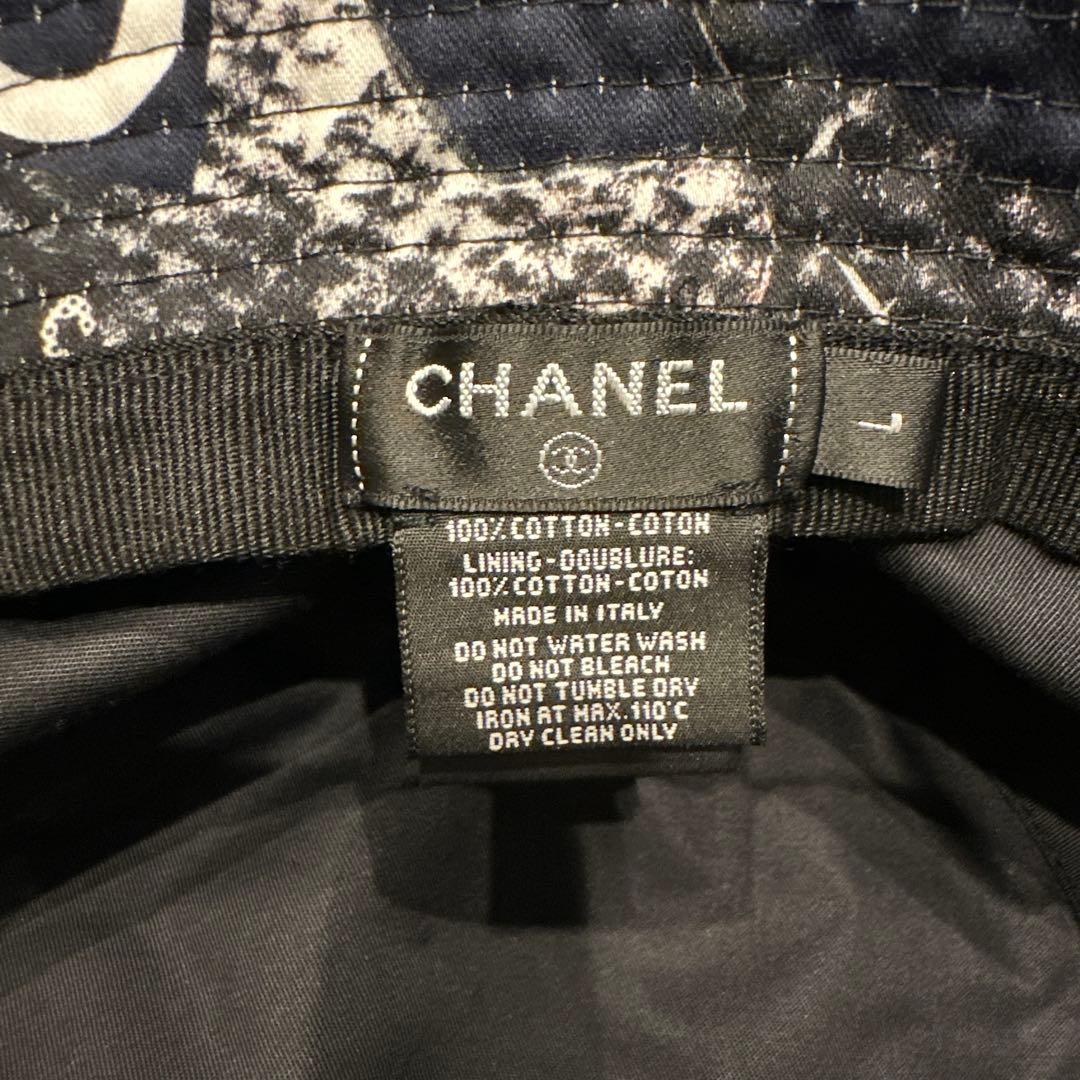 CHANEL
L
100% COTTON-COTON
LINING-DOUBLURE:
100% COTTON-COTON
MADE IN ITALY
DO NOT WATER WASH
DO NOT BLEACH
DO NOT TUMBLE DRY
IRON AT MAX.110°C
DRY CLEAN ONLY